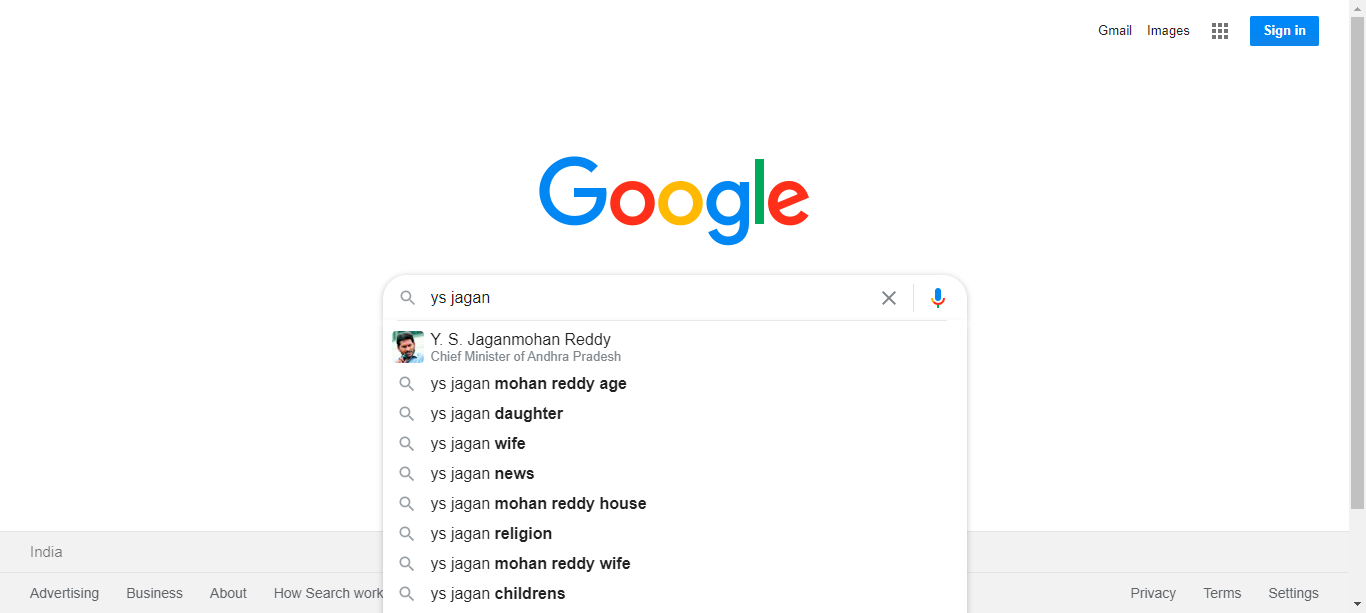 Gmail Images Sign in
Google
ys jagan
Y. S. Jaganmohan Reddy
Chief Minister of Andhra Pradesh
ys jagan mohan reddy age
ys jagan daughter
ys jagan wife
ys jagan news
ys jagan mohan reddy house
ys jagan religion
ys jagan mohan reddy wife
ys jagan childrens
India
Advertising Business About How Search work Privacy Terms Settings